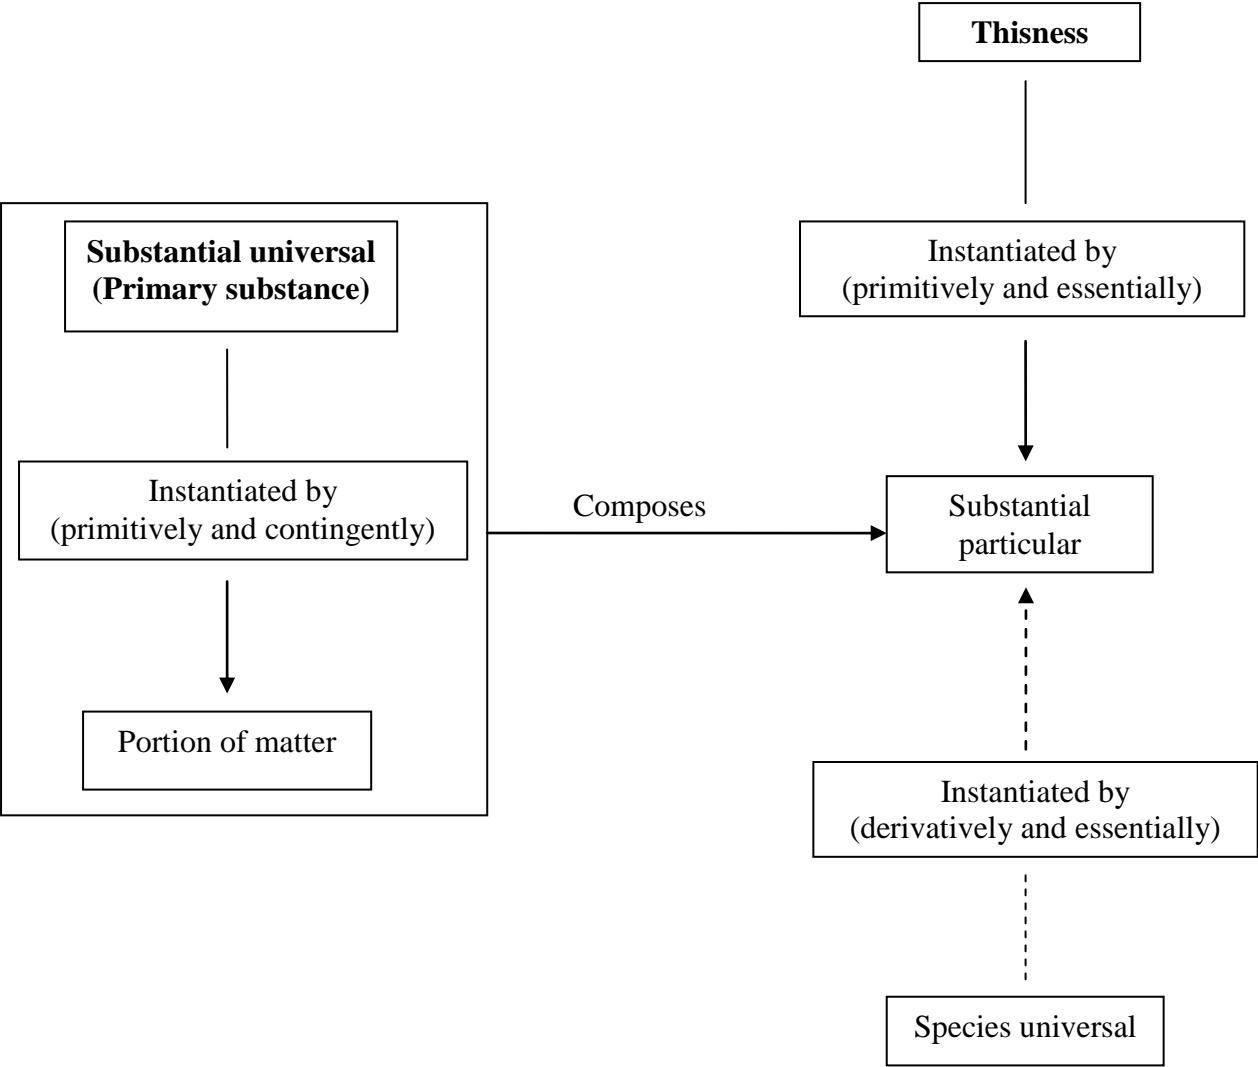 Thisness
Substantial universal
(Primary substance)
Instantiated by
(primitively and essentially)
Instantiated by
(primitively and contingently)
Composes
Substantial
particular
Portion of matter
Instantiated by
(derivatively and essentially)
Species universal